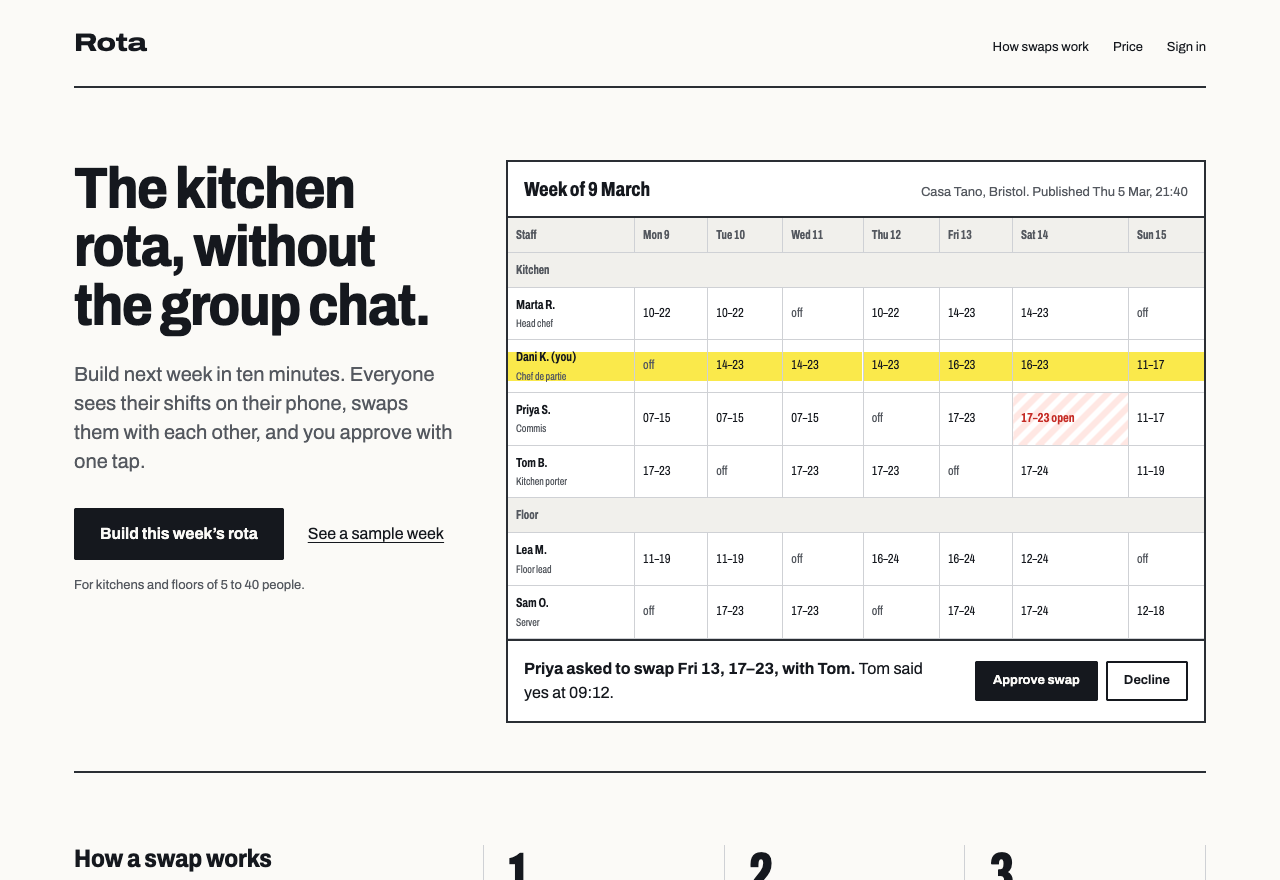 Rota
How swaps work Price Sign in
The kitchen
rota, without
the group chat.
Build next week in ten minutes. Everyone
sees their shifts on their phone, swaps
them with each other, and you approve with
one tap.
Build this week’s rota See a sample week
For kitchens and floors of 5 to 40 people.
Week of 9 March Casa Tano, Bristol. Published Thu 5 Mar, 21:40
Staff Mon 9 Tue 10 Wed 11 Thu 12 Fri 13 Sat 14 Sun 15
Kitchen
Marta R.
Head chef
10–22 10–22 off 10–22 14–23 14–23 off
Dani K. (you)
Chef de partie
off 14–23 14–23 14–23 16–23 16–23 11–17
Priya S.
Commis
07–15 07–15 07–15 off 17–23 17–23 open 11–17
Tom B.
Kitchen porter
17–23 off 17–23 17–23 off 17–24 11–19
Floor
Lea M.
Floor lead
11–19 11–19 off 16–24 16–24 12–24 off
Sam O.
Server
off 17–23 17–23 off 17–24 17–24 12–18
Priya asked to swap Fri 13, 17–23, with Tom. Tom said
yes at 09:12.
Approve swap Decline
How a swap works
1 2 3